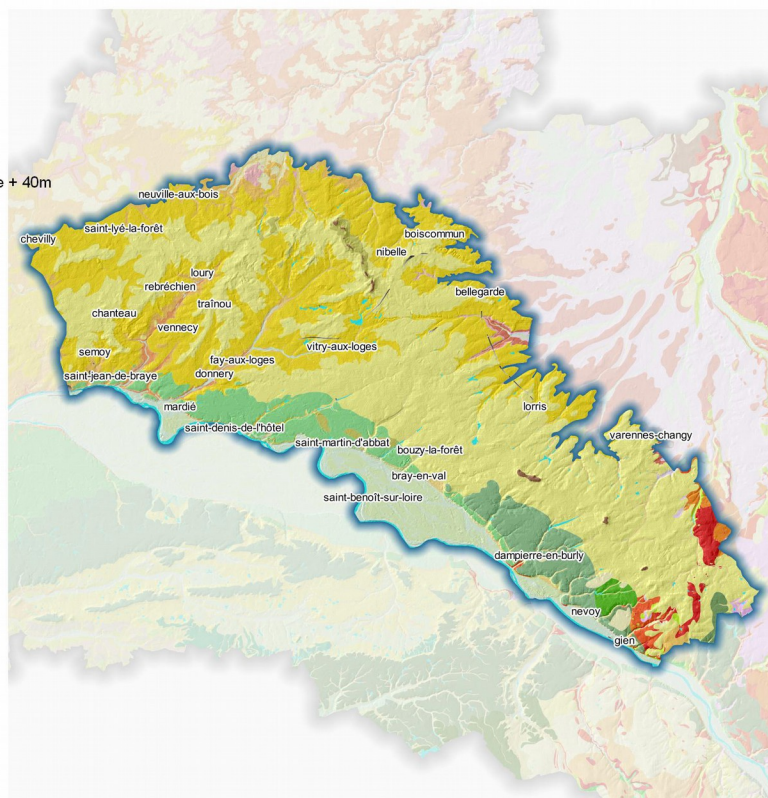 e + 40m
neuville-aux-bois
saint-lyé-la-forêt
chevilly
boiscommun
nibelle
loury
rebréchien
bellegarde
traînou
chanteau
vennecy
vitry-aux-loges
semoy
fay-aux-loges
donnery
saint-jean-de-braye
mardié
lorris
saint-denis-de-l'hôtel
varennes-changy
saint-martin-d'abbat
bouzy-la-forêt
bray-en-val
saint-benoît-sur-loire
dampierre-en-burly
nevoy
gien